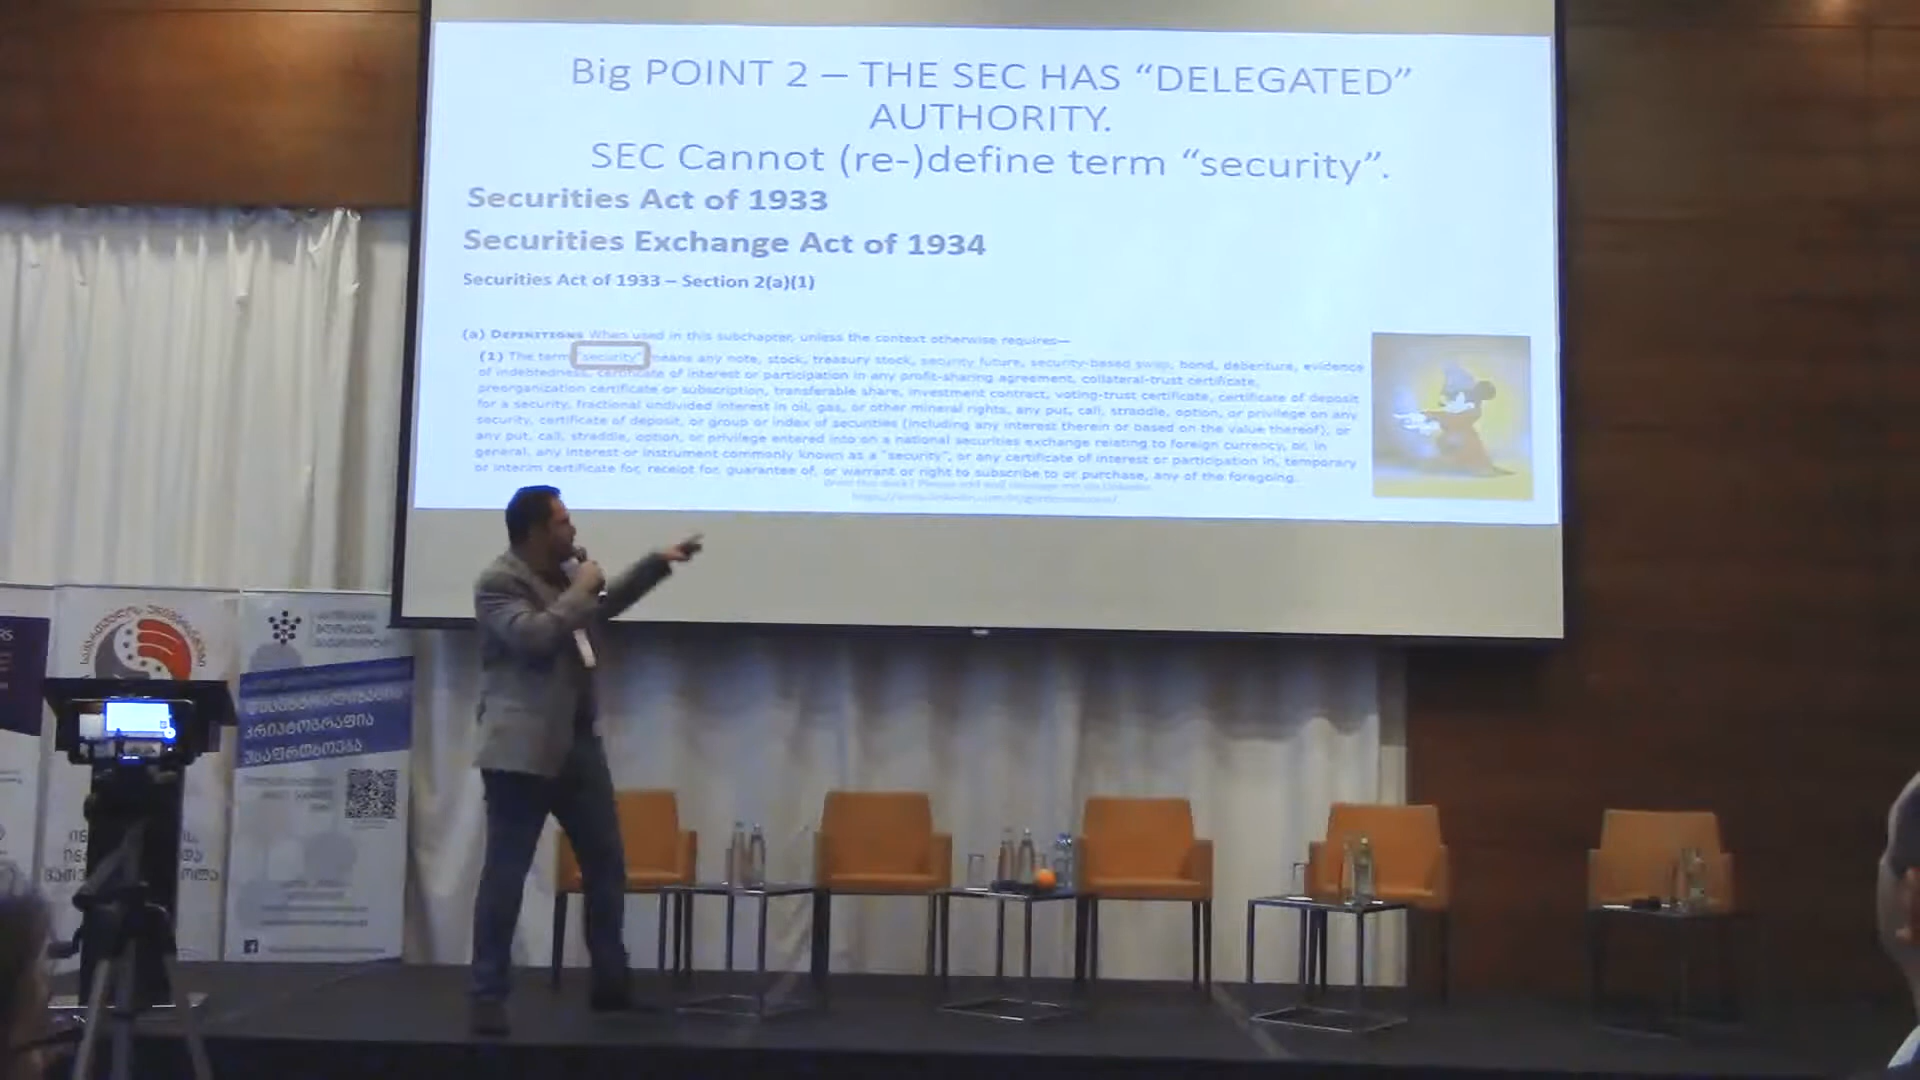 Big POINT 2 – THE SEC HAS “DELEGATED”
AUTHORITY.
SEC Cannot (re-)define term “security”.
Securities Act of 1933
Securities Exchange Act of 1934
Securities Act of 1933 – Section 2(a)(1)
(a) DEFINITIONS When used in this subchapter, unless the context otherwise requires—
(1) The term "security" means any note, stock, treasury stock, security future, security-based swap, bond, debenture, evidence
of indebtedness, certificate of interest or participation in any profit-sharing agreement, collateral-trust certificate,
preorganization certificate or subscription, transferable share, investment contract, voting-trust certificate, certificate of deposit
for a security, fractional undivided interest in oil, gas, or other mineral rights, any put, call, straddle, option, or privilege on any
security, certificate of deposit, or group or index of securities (including any interest therein or based on the value thereof), or
any put, call, straddle, option, or privilege entered into on a national securities exchange relating to foreign currency, or, in
general, any interest or instrument commonly known as a "security", or any certificate of interest or participation in, temporary
or interim certificate for, receipt for, guarantee of, or warrant or right to subscribe to or purchase, any of the foregoing.
დეცენტრალიზაცია
კრიპტოგრაფია
უსაფრთხოება